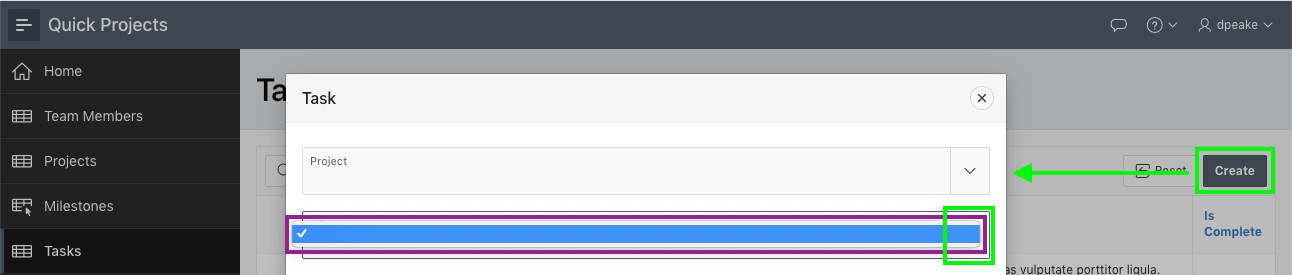 Quick Projects
dpeake
Home
Team Members
Projects
Milestones
Tasks
Ta
Task
Project
Reset
Create
Is
Complete
as vulputate porttitor ligula.